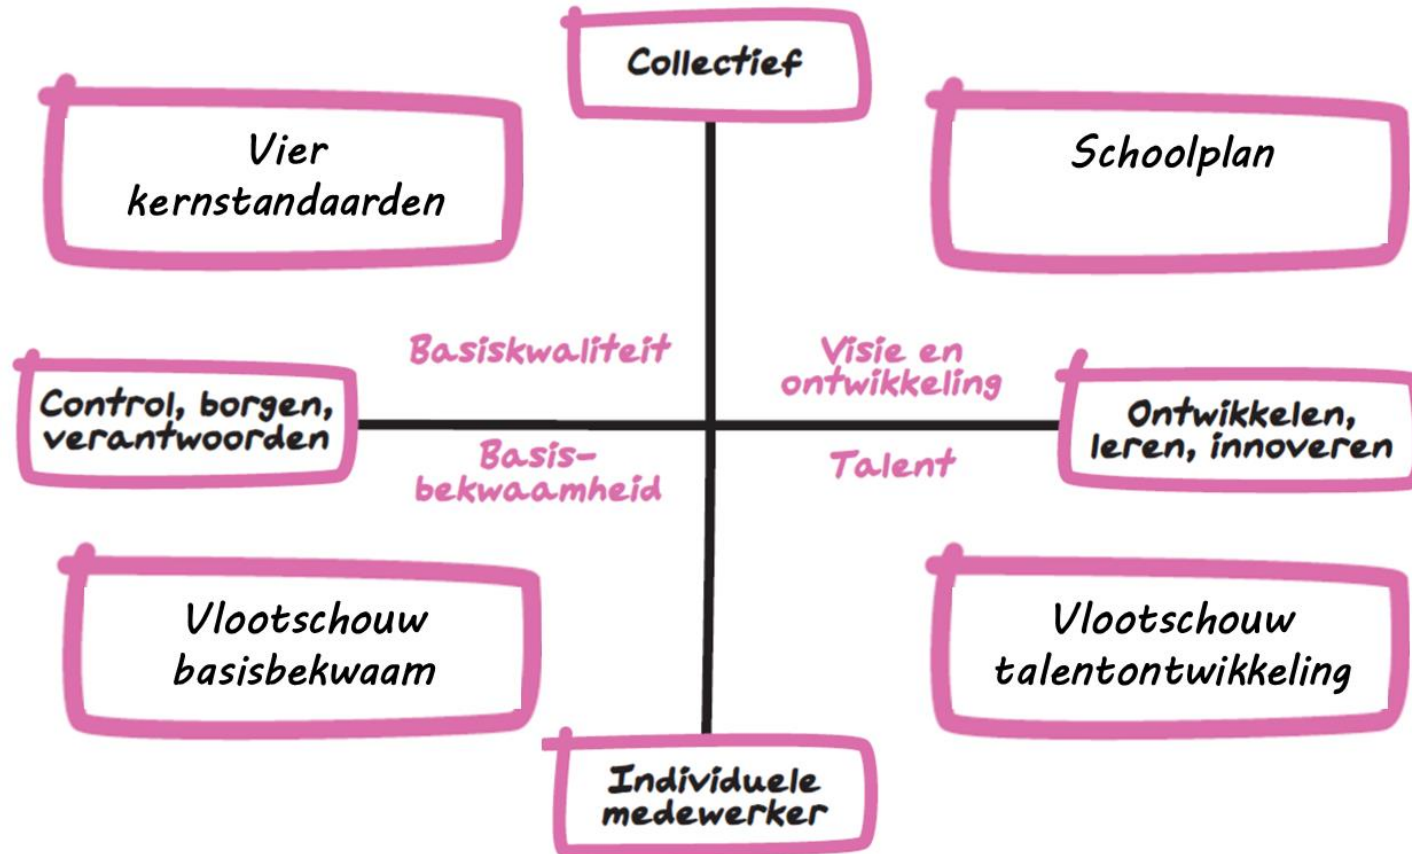 Collectief
Vier
kernstandaarden
Schoolplan
Basiskwaliteit
Visie en
ontwikkeling
Control, borgen,
verantwoorden
Ontwikkelen,
leren, innoveren
Basis-
bekwaamheid
Talent
Vlootschouw
basisbekwaam
Vlootschouw
talentontwikkeling
Individuele
medewerker